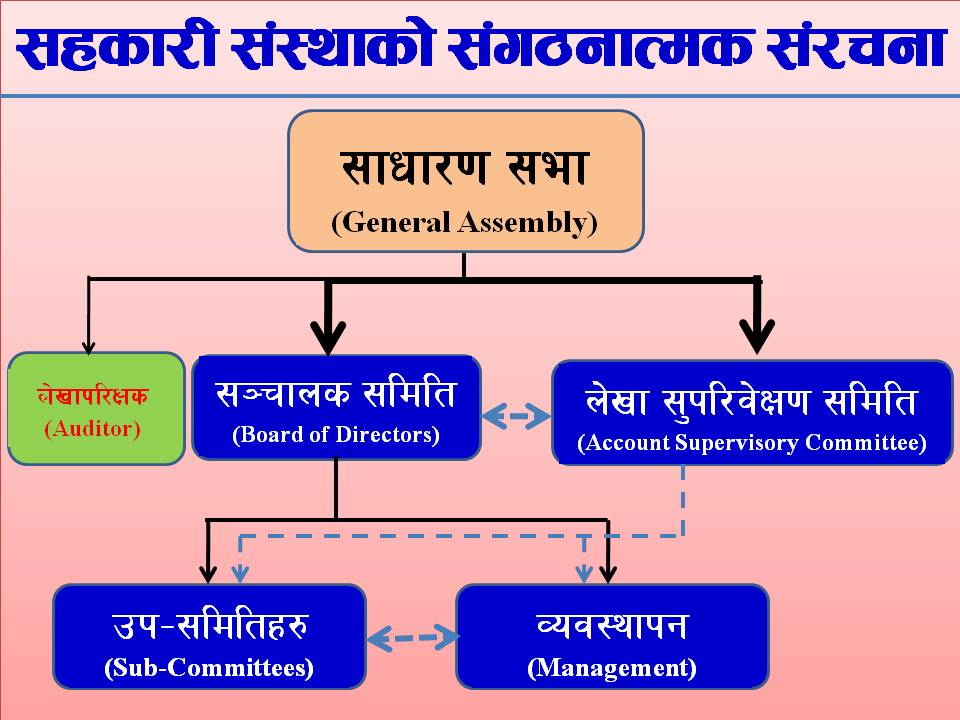 सहकारी संस्थाको संगठनात्मक संरचना
साधारण सभा
(General Assembly)
लेखापरिक्षक
(Auditor)
सञ्चालक समिति
(Board of Directors)
लेखा सुपरिवेक्षण समिति
(Account Supervisory Committee)
उप-समितिहरु
(Sub-Committees)
व्यवस्थापन
(Management)